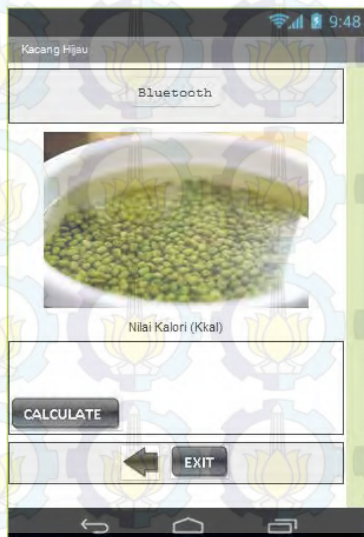 9:48
Kacang Hijau
Bluetooth
Nilai Kalori (Kkal)
CALCULATE
EXIT